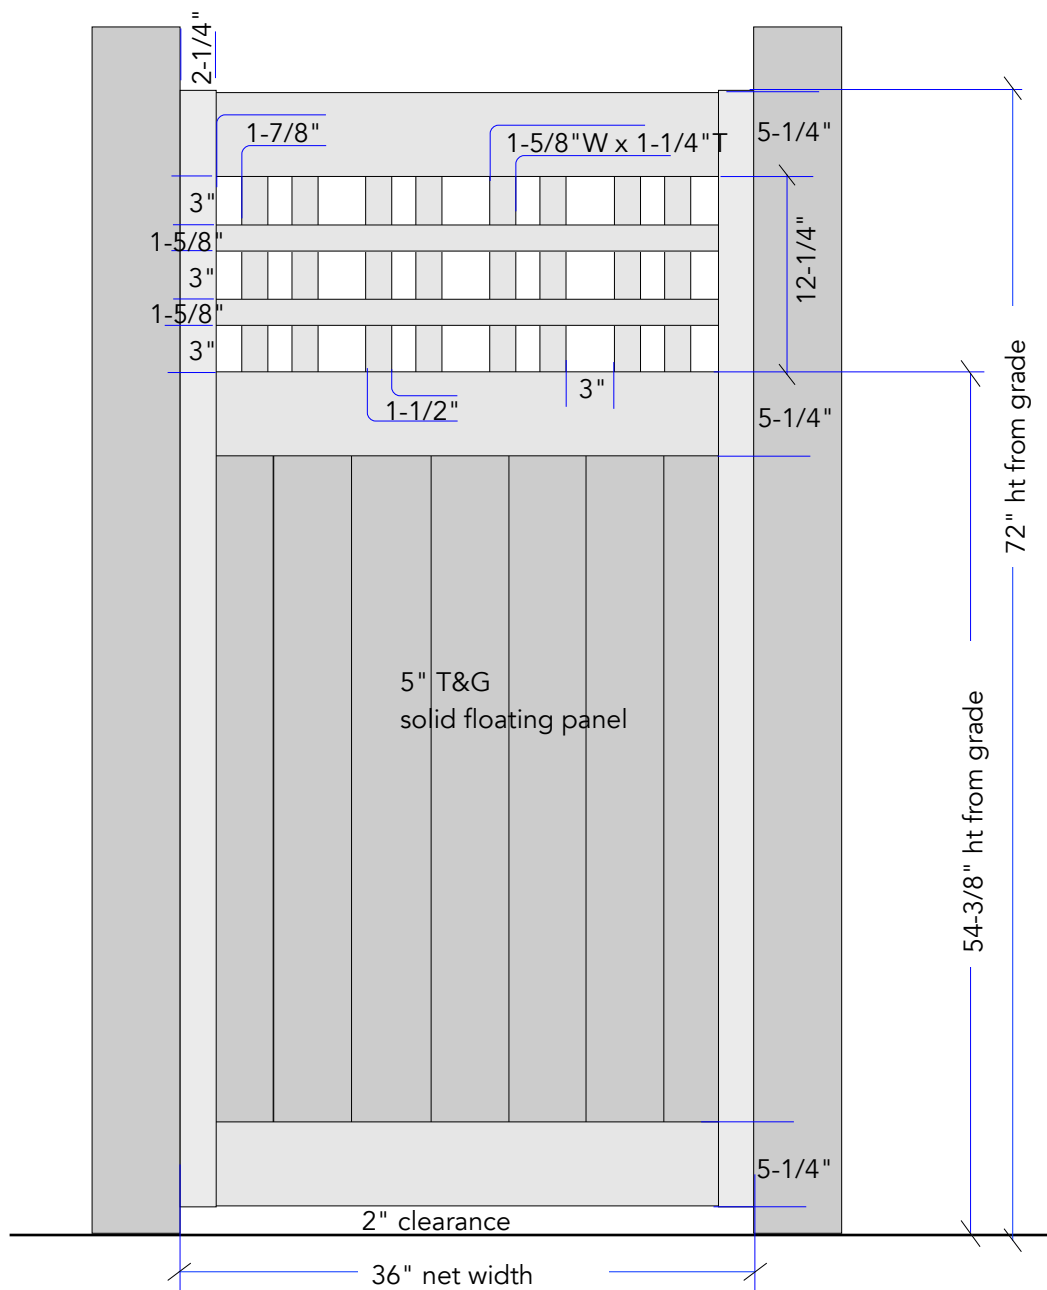 2-1/4"
1-7/8"
1-5/8"W x 1-1/4"T
5-1/4"
3"
1-5/8"
3"
1-5/8"
3"
12-1/4"
1-1/2"
3"
5-1/4"
72" ht from grade
5" T&G
solid floating panel
54-3/8" ht from grade
5-1/4"
2" clearance
36" net width